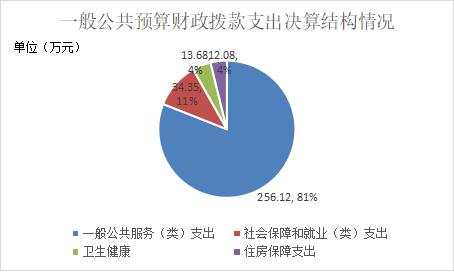 一般公共预算财政拨款支出决算结构情况
单位（万元）
13.68,
4%
12.08,
4%
34.35,
11%
256.12, 81%
一般公共服务（类）支出
社会保障和就业（类）支出
卫生健康
住房保障支出